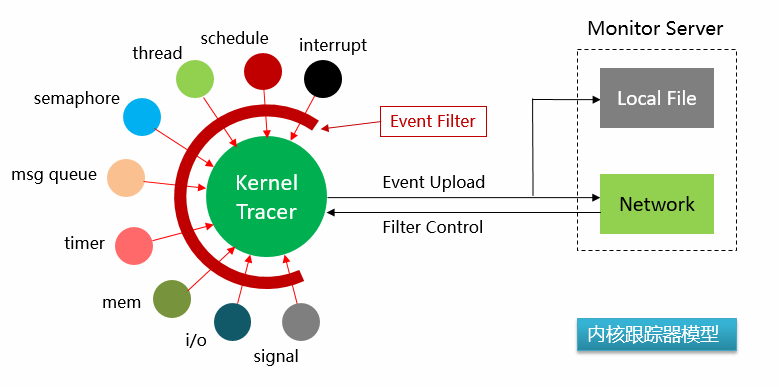 Monitor Server
schedule
thread
interrupt
semaphore
Local File
Event Filter
msg queue
Kernel
Tracer
Event Upload
Network
Filter Control
timer
mem
i/o
signal
内核跟踪器模型